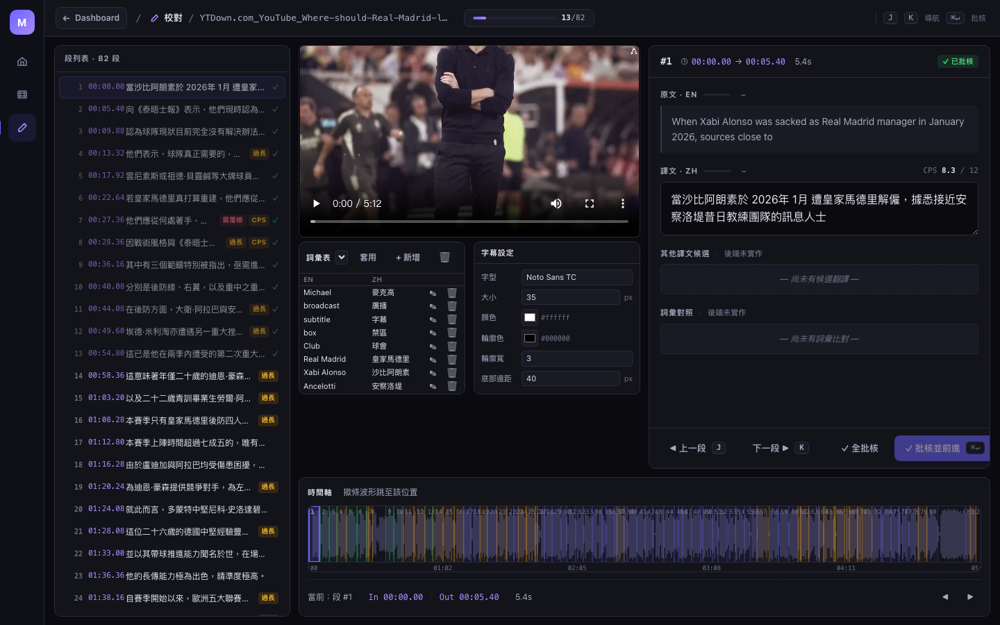 M
← Dashboard / 校對 / YTDown.com_YouTube_Where-should-Real-Madrid-l… 13/82 J K 導航 ⌘↵ 批核
段列表 · 82 段
1 00:00.00 當沙比阿朗素於 2026年 1月 遭皇家… ✓
2 00:05.40 向《泰晤士報》表示，他們現時認為… ✓
3 00:09.88 認為球隊現狀目前完全沒有解決辦法… ✓
4 00:13.32 他們表示，球隊真正需要的，… 過長 ✓
5 00:17.92 雲尼素斯或祖德·貝靈鹹等大牌球員… ✓
6 00:22.64 若皇家馬德里真打算重建，他們應從… ✓
7 00:27.36 他們應從何處著手，… 需覆檢 CPS ✓
8 00:28.36 因戰術風格與《泰晤士… 過長 CPS ✓
9 00:36.16 其中有三個範疇特別被指出，亟需進… ✓
10 00:40.08 分別是後防線、右翼，以及重中之重… ✓
11 00:44.08 在後防方面，大衛·阿拉巴與安… 過長 ✓
12 00:49.60 埃德·米利淘亦遭遇另一重大挫… 過長 ✓
13 00:54.80 這已是他在兩季內遭受的第二次重大… ✓
14 00:58.36 這意味著年僅二十歲的迪恩·豪森… 過長
15 01:03.20 以及二十二歲青訓畢業生勞爾·阿… 過長
16 01:08.28 本賽季只有皇家馬德里後防四人… 過長
17 01:12.80 本賽季上陣時間超過七成五的，唯有…
18 01:16.28 由於盧迪加與阿拉巴均受傷患困擾，…
19 01:20.24 為迪恩·豪森提供競爭對手，為左… 過長
20 01:24.08 就此而言，多蒙特中堅尼科·史洛達碧…
21 01:28.08 這位二十六歲的德國中堅經驗豐… 過長
22 01:33.00 並以其帶球推進能力聞名於世，在場…
23 01:36.36 他的長傳能力極為出色，精準度極高。
24 01:38.16 自賽季開始以來，歐洲五大聯賽… 過長
0:00 / 5:12
詞彙表 套用 + 新增
EN ZH
Michael 麥克高
broadcast 廣播
subtitle 字幕
box 禁區
Club 球會
Real Madrid 皇家馬德里
Xabi Alonso 沙比阿朗素
Ancelotti 安察洛堤
字幕設定
字型 Noto Sans TC
大小 35 px
顏色 #ffffff
輪廓色 #000000
輪廓寬 3
底部邊距 40 px
#1 00:00.00 → 00:05.40 · 5.4s ✓ 已批核
原文 · EN –
When Xabi Alonso was sacked as Real Madrid manager in January
2026, sources close to
譯文 · ZH – CPS 8.3 / 12
當沙比阿朗素於 2026年 1月 遭皇家馬德里解僱，據悉接近安
察洛堤昔日教練團隊的訊息人士
其他譯文候選 · 後端未實作
— 尚未有候選翻譯 —
詞彙對照 · 後端未實作
— 尚未有詞彙比對 —
◀ 上一段 J 下一段 ▶ K ✓ 全批核 ✓ 批核並前進 ⌘↵
時間軸 · 撳條波形跳至該位置
00 01:02 02:05 03:08 04:11 05:
當前：段 #1 · In 00:00.00 · Out 00:05.40 · 5.4s ◀ ▶